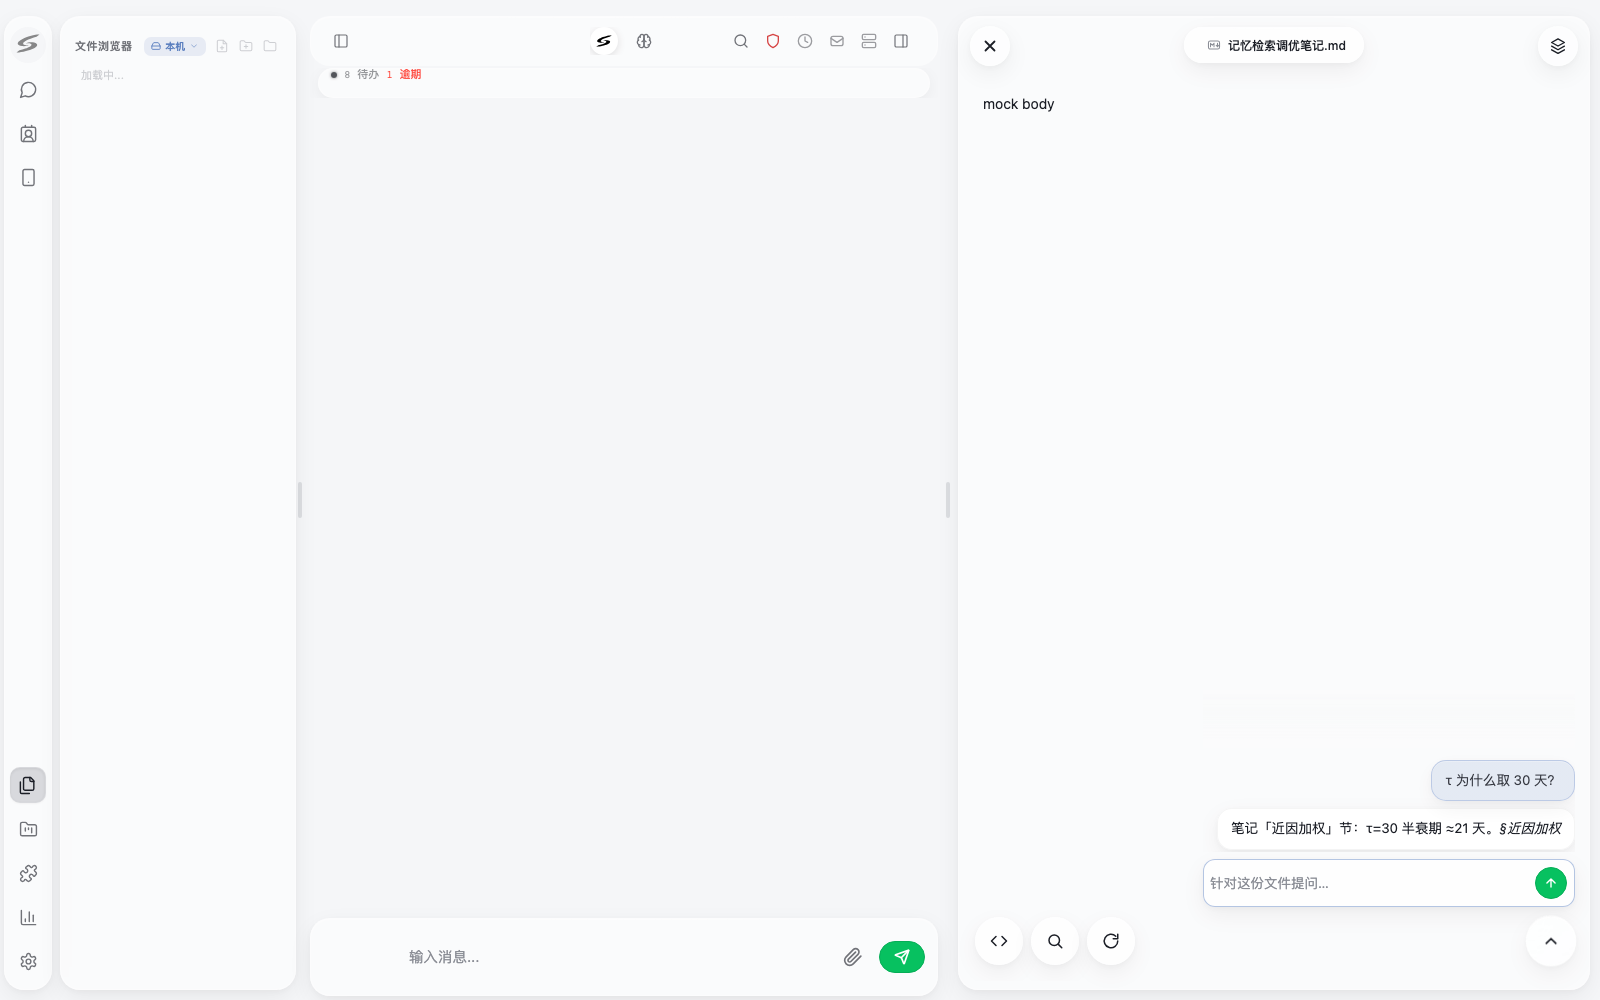 文件浏览器 本机
加载中...
8 待办 1 逾期
输入消息...
记忆检索调优笔记.md
mock body
τ 为什么取 30 天?
笔记「近因加权」节：τ=30 半衰期 ≈21 天。§近因加权
针对这份文件提问...